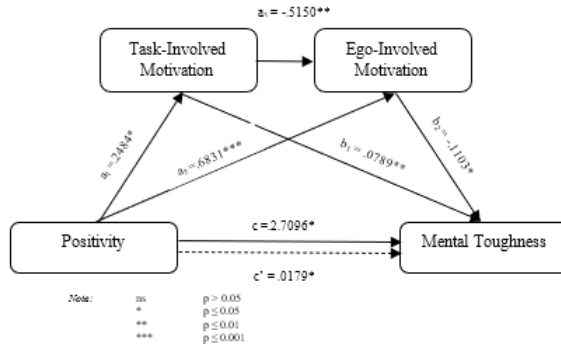 a₃ = -.5150**
Task-Involved
Motivation
Ego-Involved
Motivation
a₁ =.2484*
a₂ =.6831***
b₁ = .0789**
b₂ = -.1103*
Positivity
c=2.7096*
Mental Toughness
c' = .0179*
Note:
ns p > 0.05
* p ≤ 0.05
** p ≤ 0.01
*** p ≤ 0.001